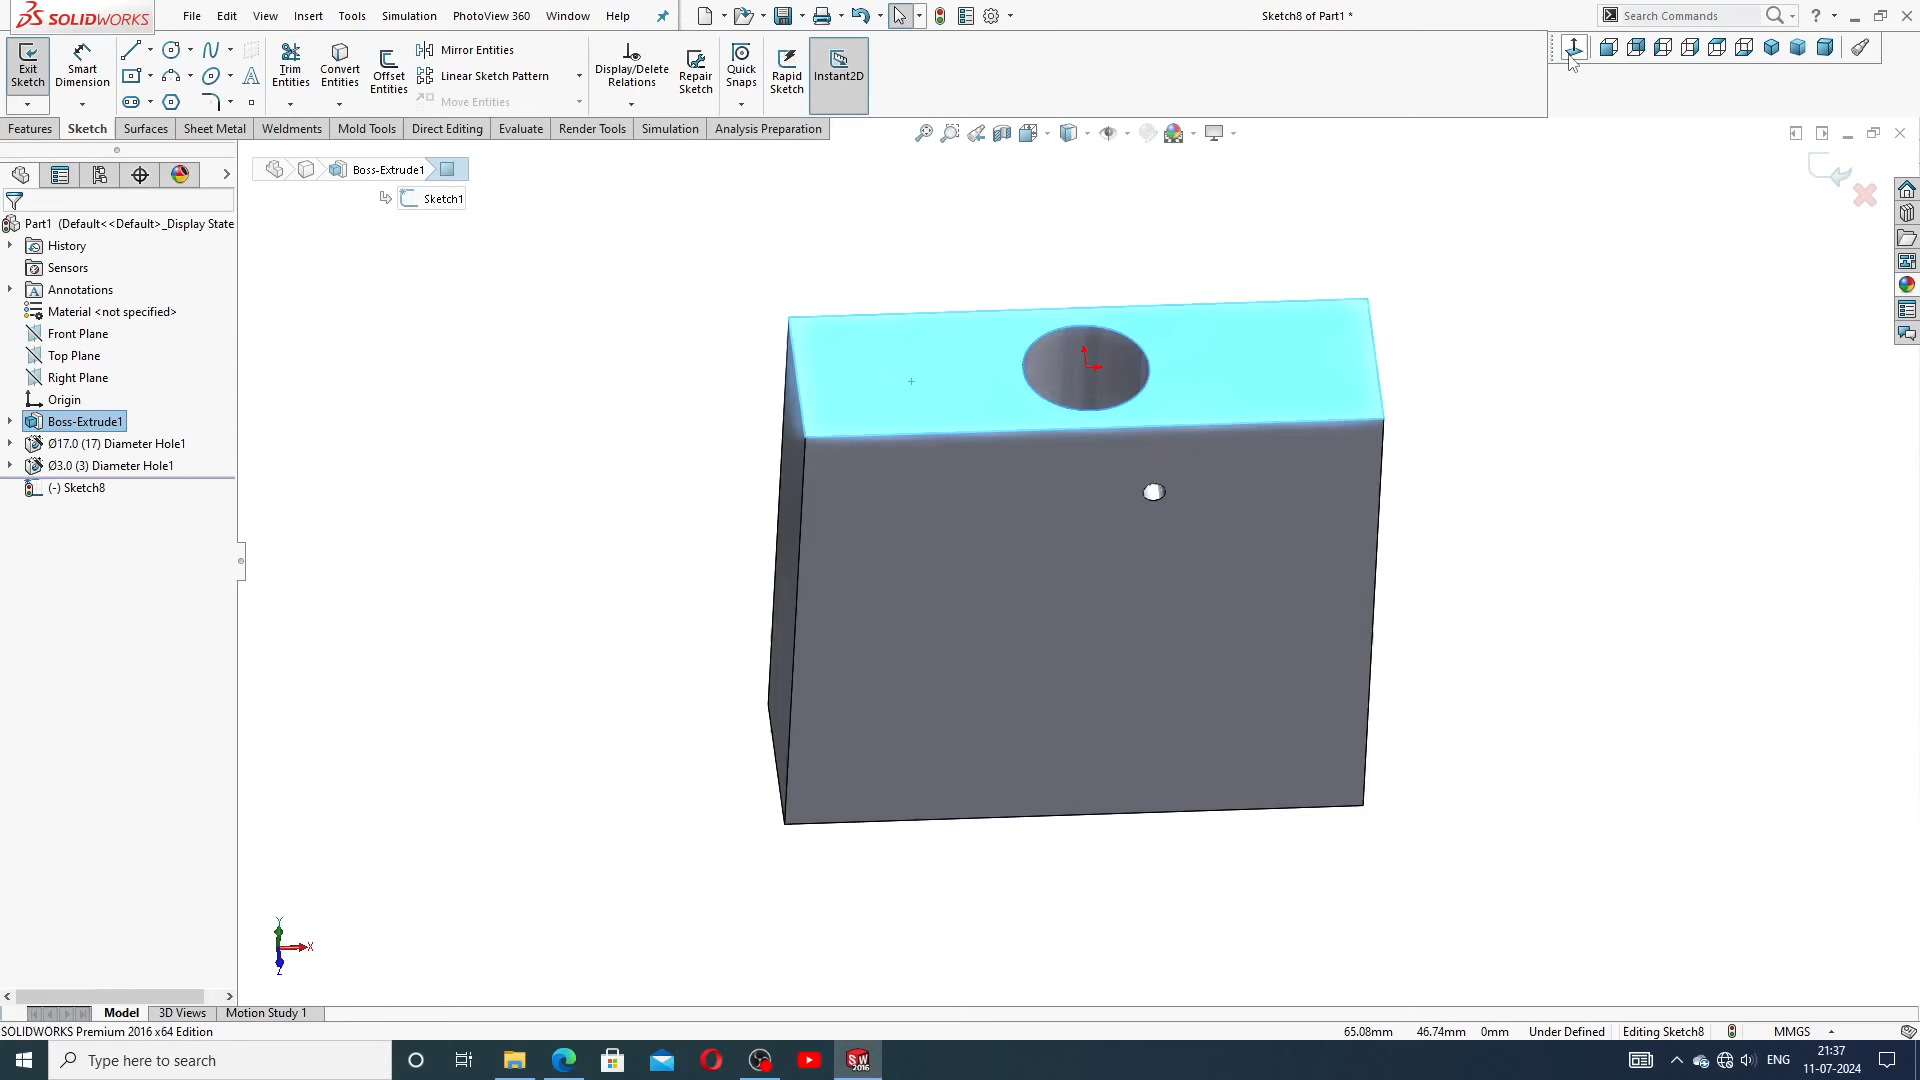 SOLIDWORKS
File Edit View Insert Tools Simulation PhotoView 360 Window Help
Sketch8 of Part1 *
Search Commands
Exit Sketch
Smart Dimension
Trim Entities
Convert Entities
Offset Entities
Mirror Entities
Linear Sketch Pattern
Move Entities
Display/Delete Relations
Repair Sketch
Quick Snaps
Rapid Sketch
Instant2D
Features Sketch Surfaces Sheet Metal Weldments Mold Tools Direct Editing Evaluate Render Tools Simulation Analysis Preparation
Boss-Extrude1
Sketch1
Part1 (Default<<Default>_Display State
History
Sensors
Annotations
Material <not specified>
Front Plane
Top Plane
Right Plane
Origin
Boss-Extrude1
Ø17.0 (17) Diameter Hole1
Ø3.0 (3) Diameter Hole1
(-) Sketch8
Y
X
Z
Model 3D Views Motion Study 1
SOLIDWORKS Premium 2016 x64 Edition
65.08mm 46.74mm 0mm Under Defined Editing Sketch8 MMGS
Type here to search
SW 2016
ENG
21:37
11-07-2024